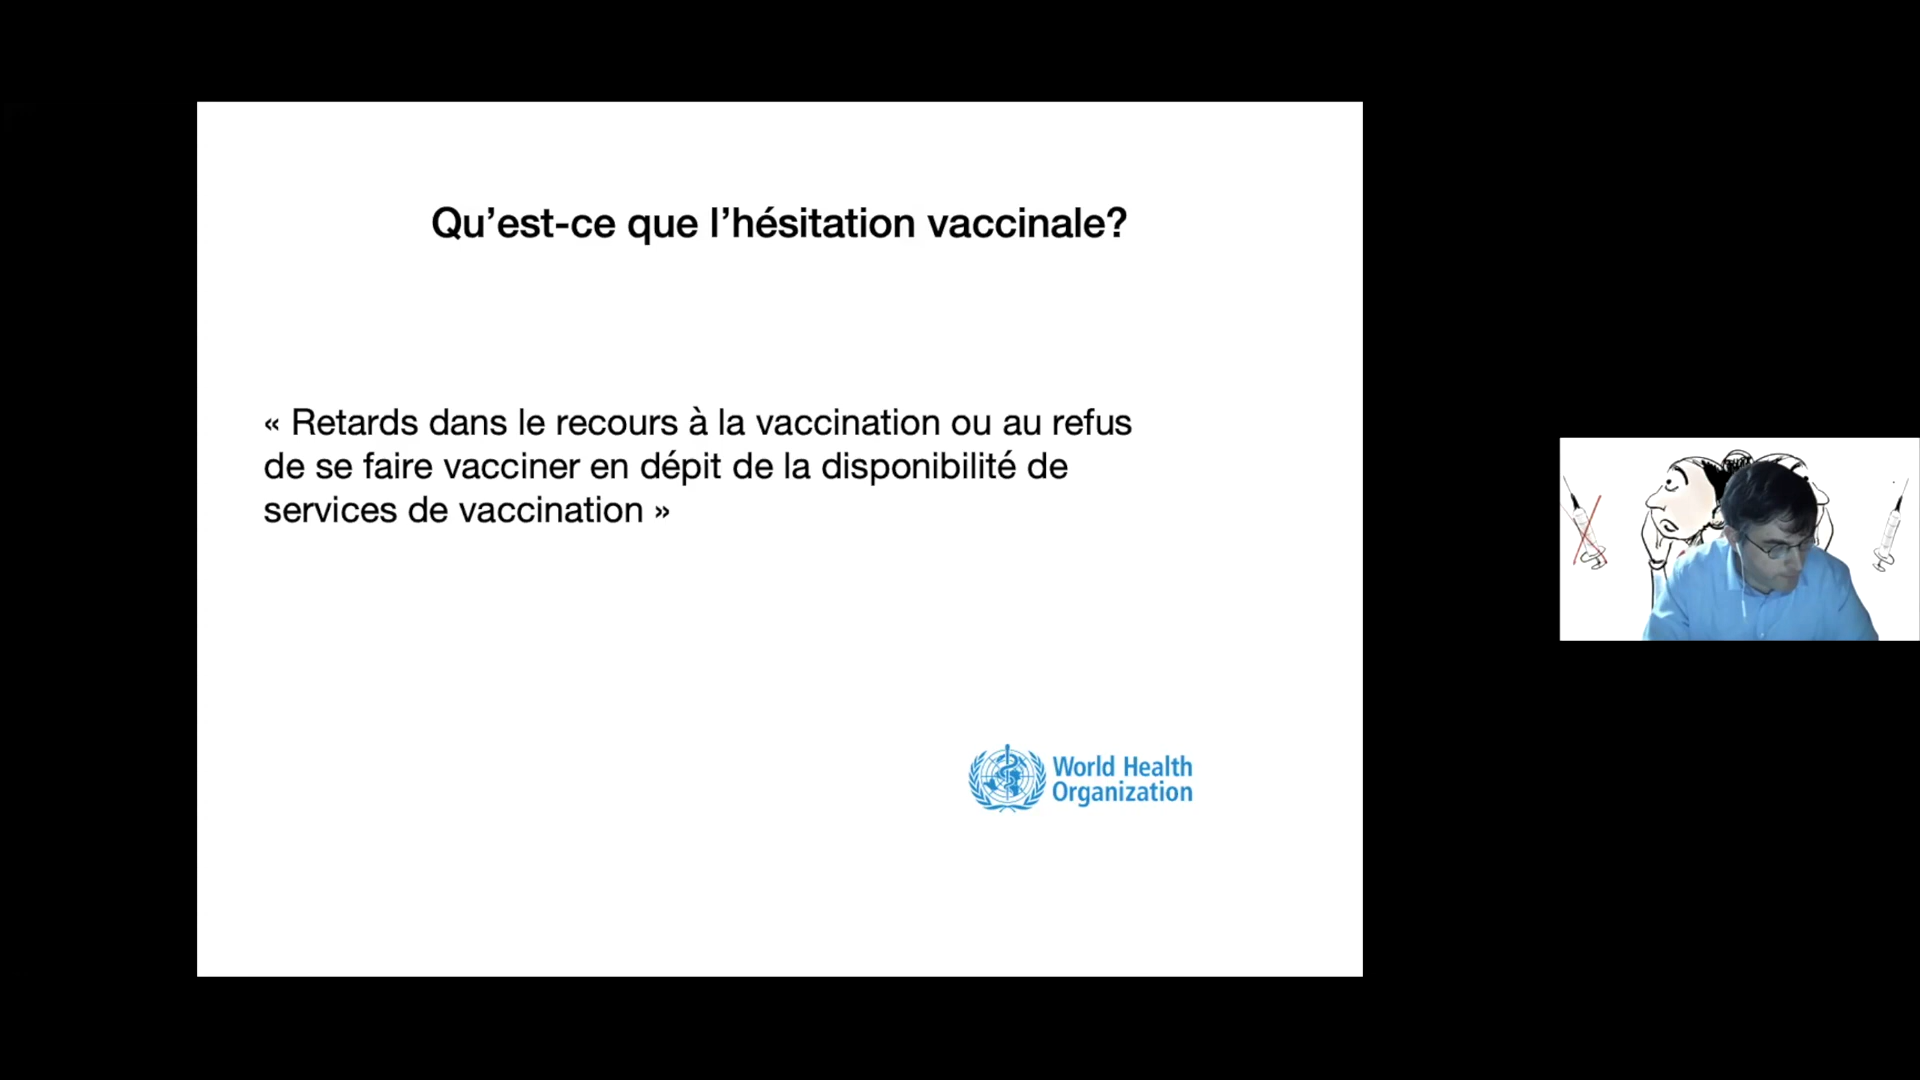 Qu’est-ce que l’hésitation vaccinale?
« Retards dans le recours à la vaccination ou au refus
de se faire vacciner en dépit de la disponibilité de
services de vaccination »
World Health
Organization